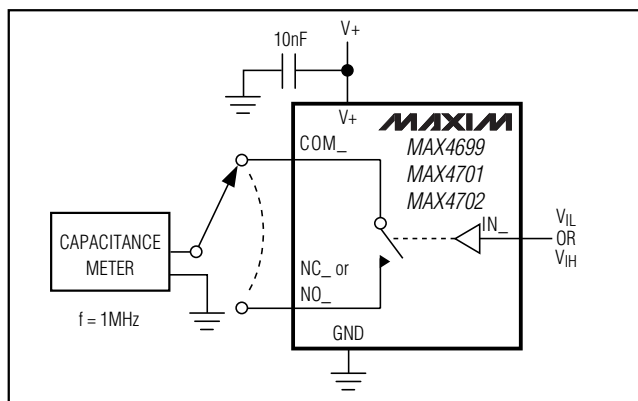 10nF
V+
V+
MAXIM
COM_
MAX4699
MAX4701
MAX4702
IN_
VIL
OR
VIH
CAPACITANCE
METER
NC_ or
NO_
f = 1MHz
GND